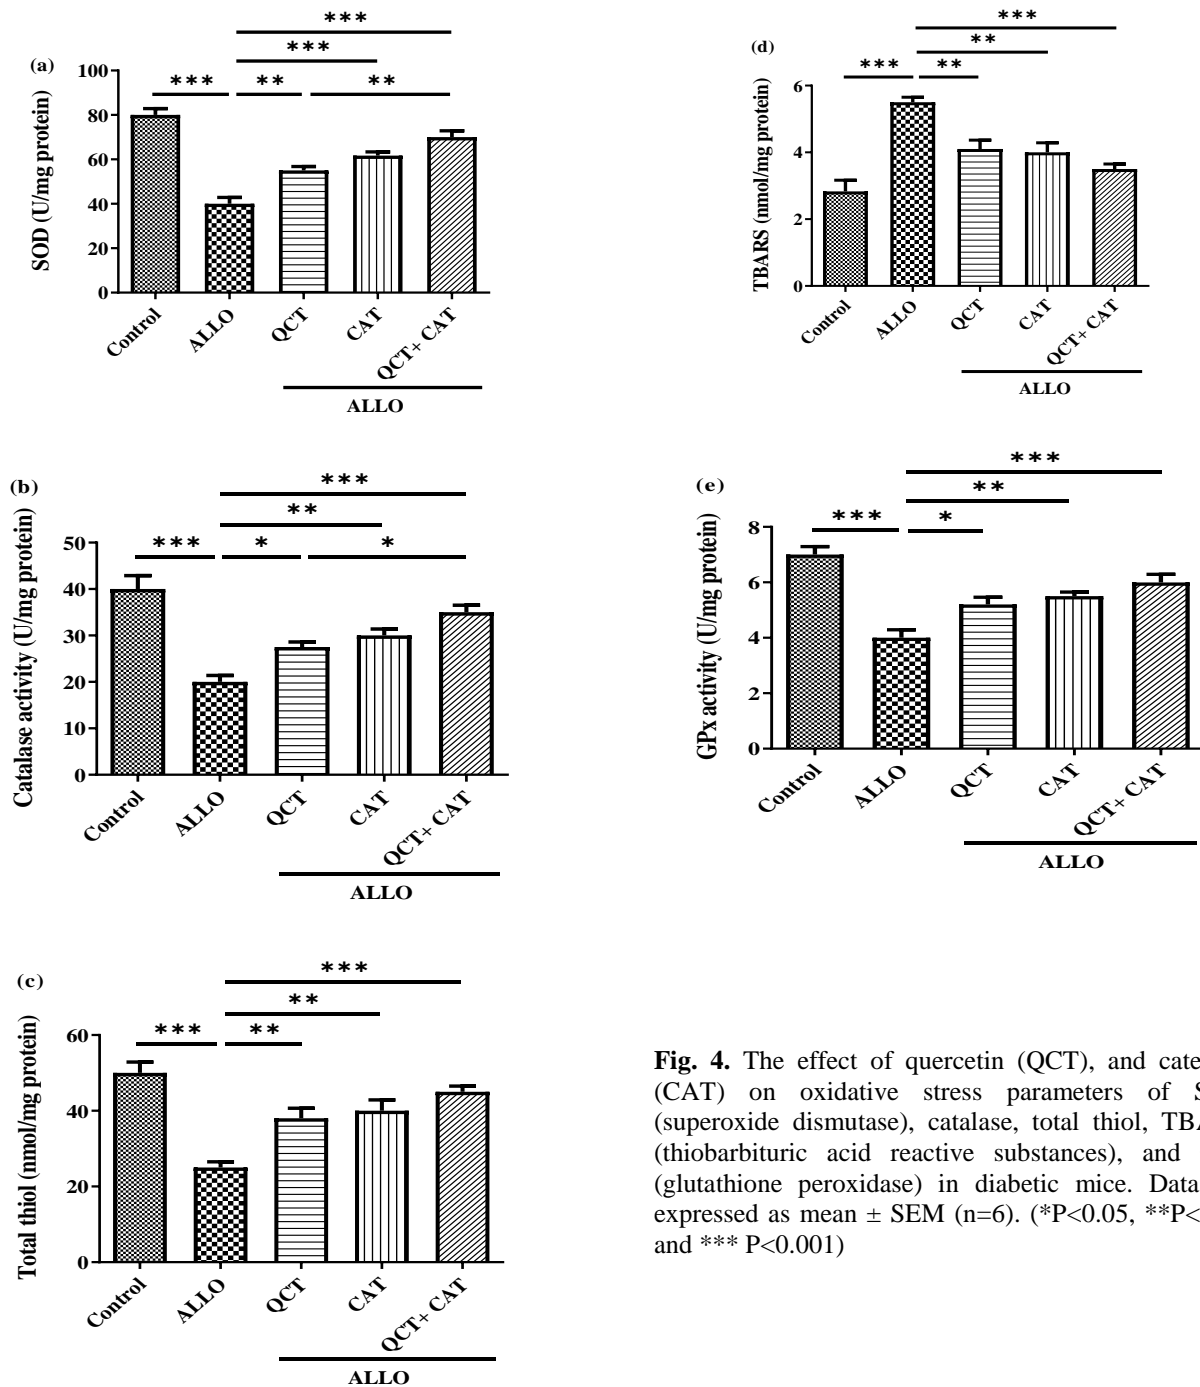 (a)
SOD (U/mg protein)
100
80
60
40
20
0
***
***
*** ** **
Control
ALLO
QCT
CAT
QCT+ CAT
ALLO
(d)
TBARS (nmol/mg protein)
6
4
2
0
***
**
*** **
Control
ALLO
QCT
CAT
QCT+ CAT
ALLO
(b)
Catalase activity (U/mg protein)
50
40
30
20
10
0
***
**
*** * *
Control
ALLO
QCT
CAT
QCT+ CAT
ALLO
(e)
GPx activity (U/mg protein)
8
6
4
2
0
***
**
*** *
Control
ALLO
QCT
CAT
QCT+ CAT
ALLO
(c)
Total thiol (nmol/mg protein)
60
40
20
0
***
**
*** **
Control
ALLO
QCT
CAT
QCT+ CAT
ALLO
Fig. 4. The effect of quercetin (QCT), and
(CAT) on oxidative stress parameters of
(superoxide dismutase), catalase, total thiol,
(thiobarbituric acid reactive substances), and
(glutathione peroxidase) in diabetic mice. Data
expressed as mean ± SEM (n=6). (*P<0.05, **P<
and *** P<0.001)